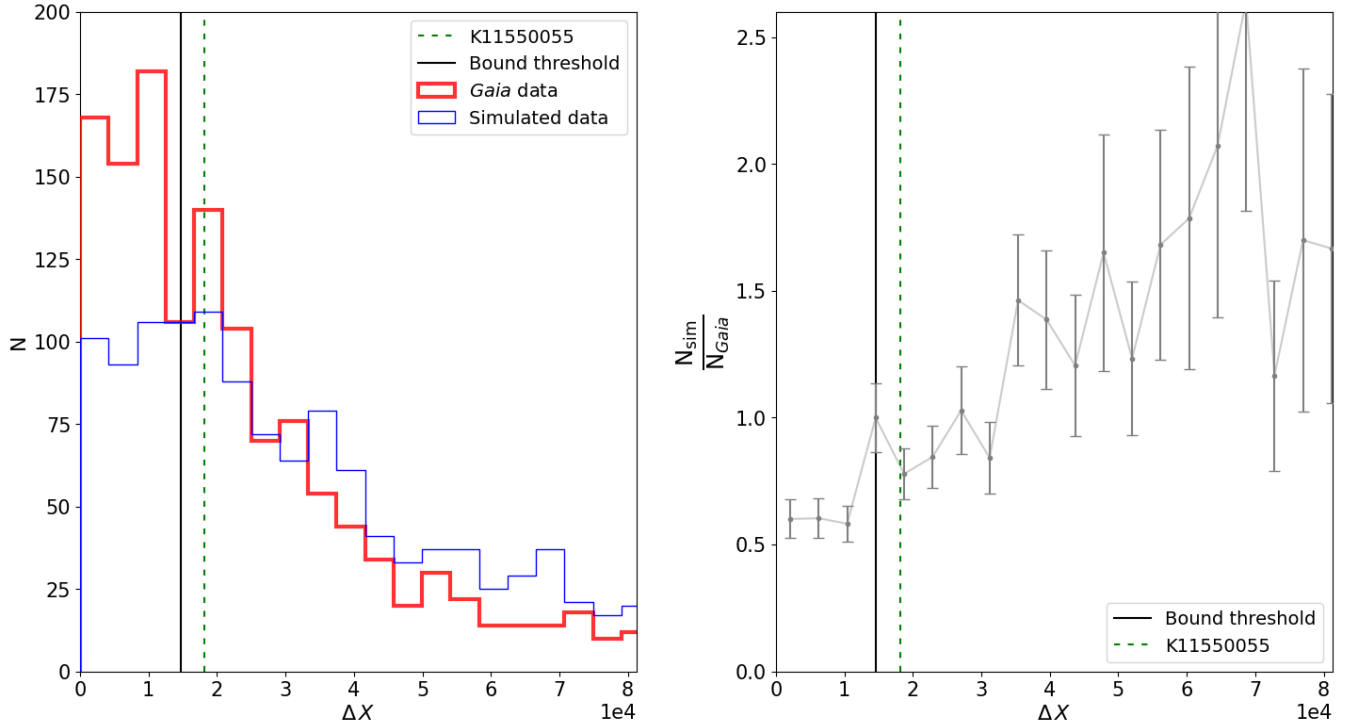 200
175
150
125
100
75
50
25
0
N
K11550055
Bound threshold
Gaia data
Simulated data
0 1 2 3 4 5 6 7 8
1e4
ΔX
2.5
2.0
1.5
1.0
0.5
0.0
N_sim
N_Gaia
Bound threshold
K11550055
0 1 2 3 4 5 6 7 8
1e4
ΔX